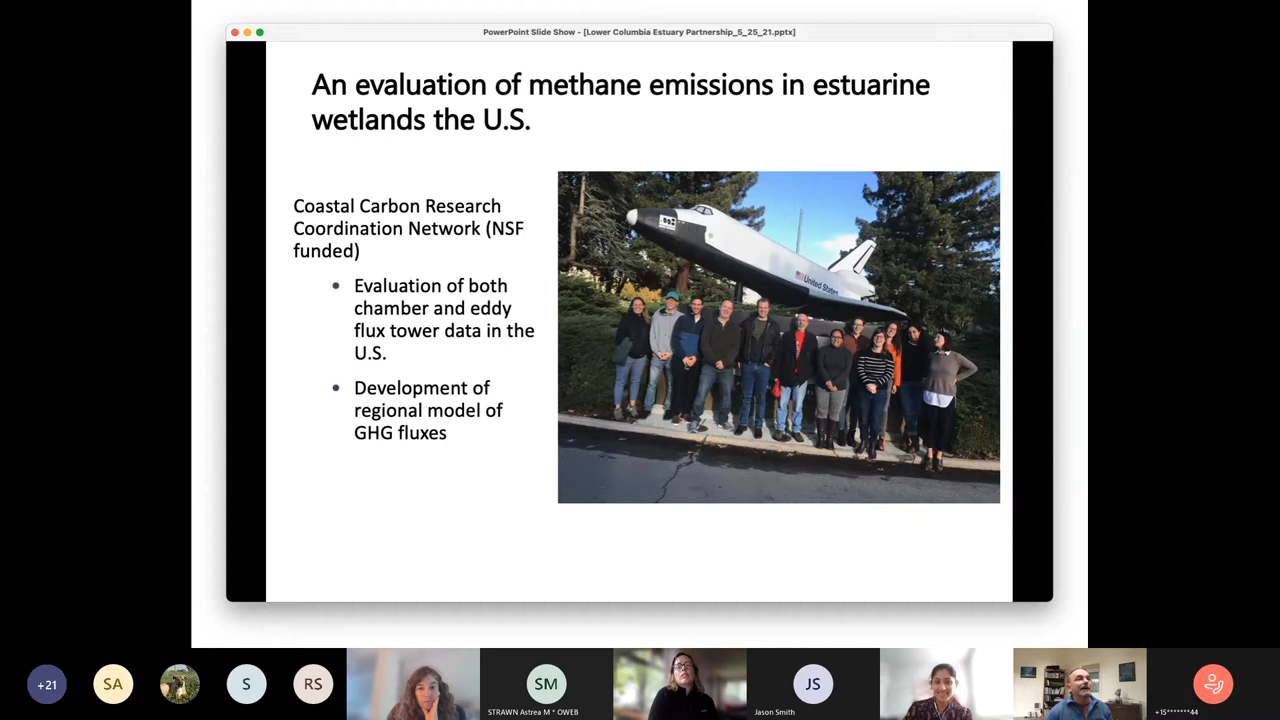 PowerPoint Slide Show - [Lower Columbia Estuary Partnership_5_25_21.pptx]
An evaluation of methane emissions in estuarine
wetlands the U.S.
Coastal Carbon Research
Coordination Network (NSF
funded)
• Evaluation of both
chamber and eddy
flux tower data in the
U.S.
• Development of
regional model of
GHG fluxes
United States
+21
SA
S
RS
SM
STRAWN Astrea M * OWEB
JS
Jason Smith
+15*******44